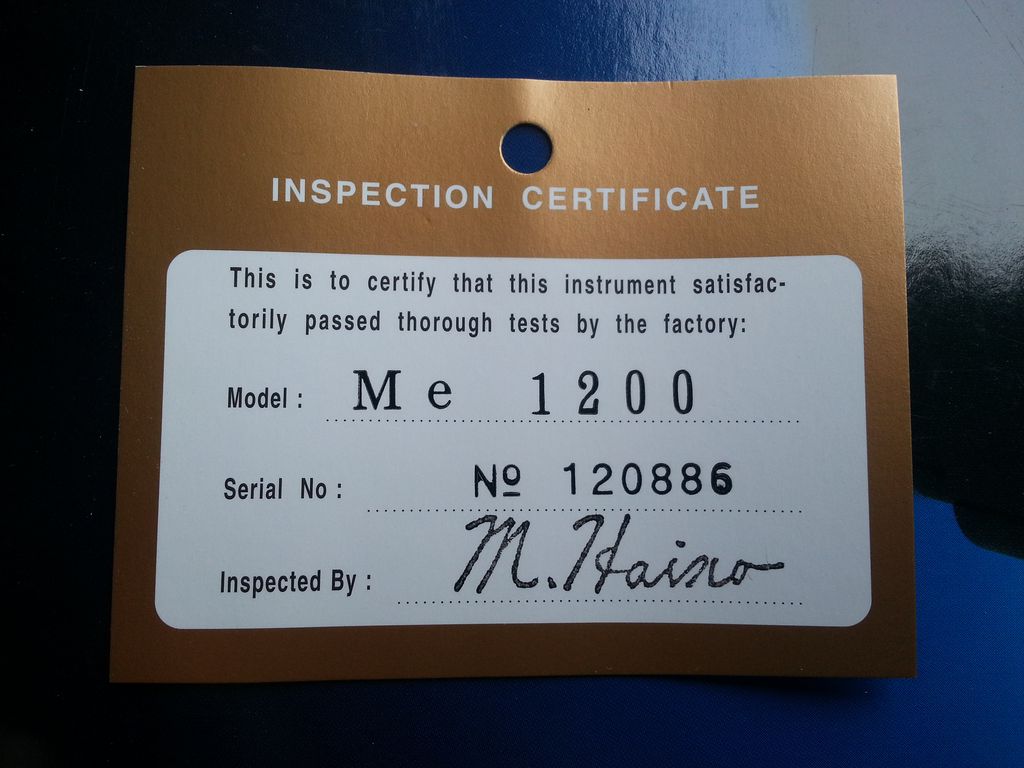 INSPECTION CERTIFICATE
This is to certify that this instrument satisfac-
torily passed thorough tests by the factory:
Model : Me 1200
Serial No : Nº 120886
Inspected By : M. Haino